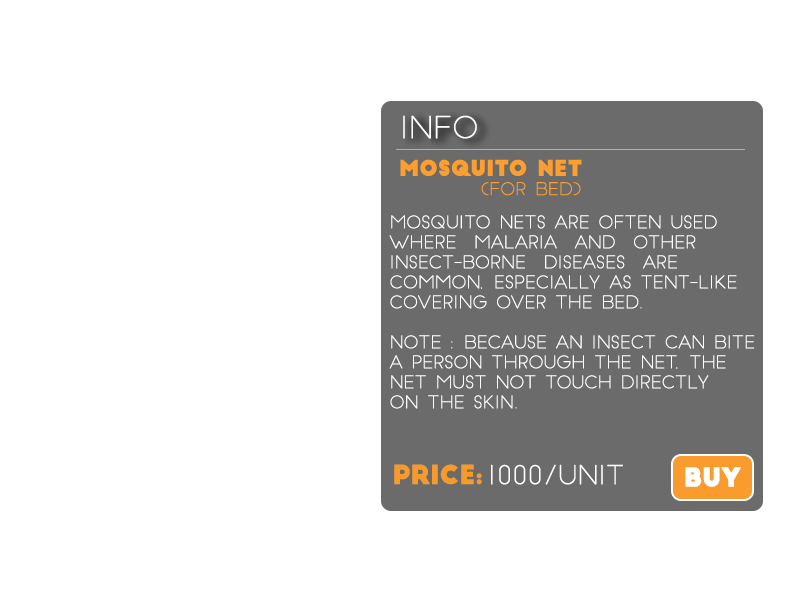 INFO
MOSQUITO NET
(FOR BED)
MOSQUITO NETS ARE OFTEN USED
WHERE MALARIA AND OTHER
INSECT-BORNE DISEASES ARE
COMMON. ESPECIALLY AS TENT-LIKE
COVERING OVER THE BED.
NOTE : BECAUSE AN INSECT CAN BITE
A PERSON THROUGH THE NET. THE
NET MUST NOT TOUCH DIRECTLY
ON THE SKIN.
PRICE: 1000/UNIT
BUY